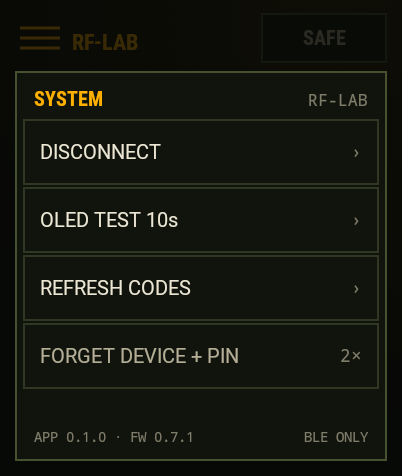 RF-LAB SAFE
SYSTEM RF-LAB
DISCONNECT ›
OLED TEST 10s ›
REFRESH CODES ›
FORGET DEVICE + PIN 2×
APP 0.1.0 · FW 0.7.1 BLE ONLY